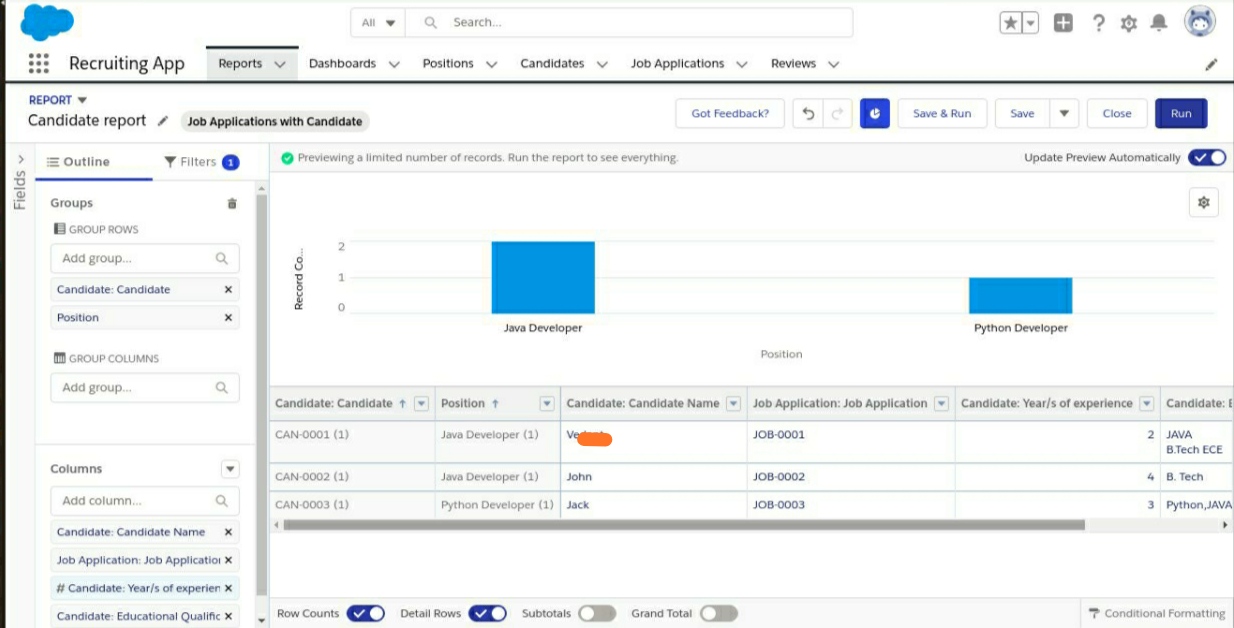 All
Search...
Recruiting App
Reports
Dashboards
Positions
Candidates
Job Applications
Reviews
REPORT
Candidate report
Job Applications with Candidate
Got Feedback?
Save & Run
Save
Close
Run
Fields
Outline
Filters 1
Previewing a limited number of records. Run the report to see everything.
Update Preview Automatically
Groups
GROUP ROWS
Add group...
Candidate: Candidate
Position
GROUP COLUMNS
Add group...
Columns
Add column...
Candidate: Candidate Name
Job Application: Job Application
# Candidate: Year/s of experien
Candidate: Educational Qualific
Record Co...
2
1
0
Java Developer
Python Developer
Position
Candidate: Candidate Position Candidate: Candidate Name Job Application: Job Application Candidate: Year/s of experience Candidate: E
CAN-0001 (1) Java Developer (1) JOB-0001 2 JAVA
B.Tech ECE
CAN-0002 (1) Java Developer (1) John JOB-0002 4 B. Tech
CAN-0003 (1) Python Developer (1) Jack JOB-0003 3 Python,JAVA
Row Counts
Detail Rows
Subtotals
Grand Total
Conditional Formatting